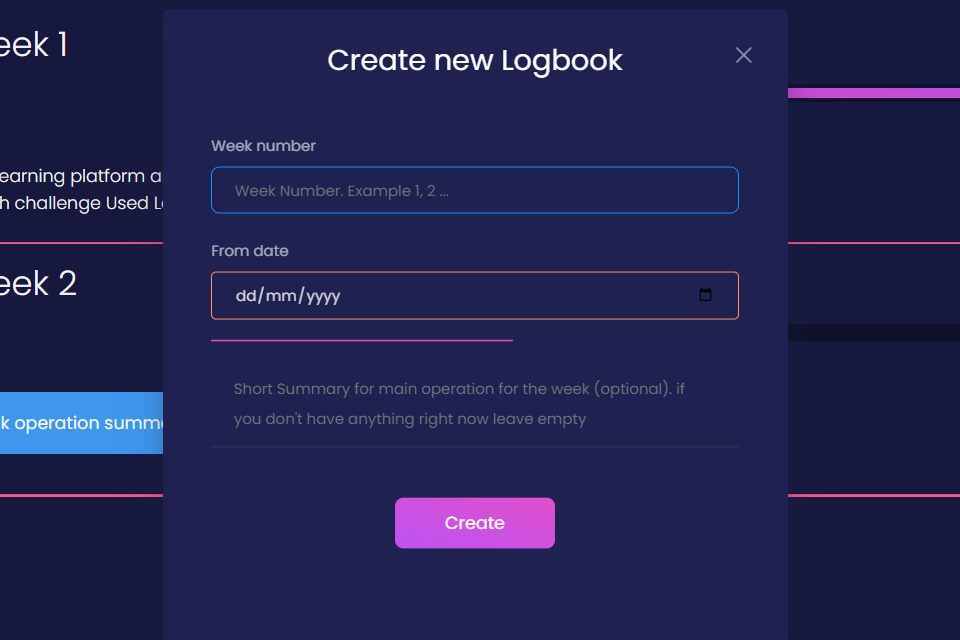 eek 1
Create new Logbook
Week number
earning platform a
Week Number. Example 1, 2 ...
h challenge Used
From date
eek 2
dd/mm/yyyy
Short Summary for main operation for the week (optional). if
you don't have anything right now leave empty
k operation summ
Create